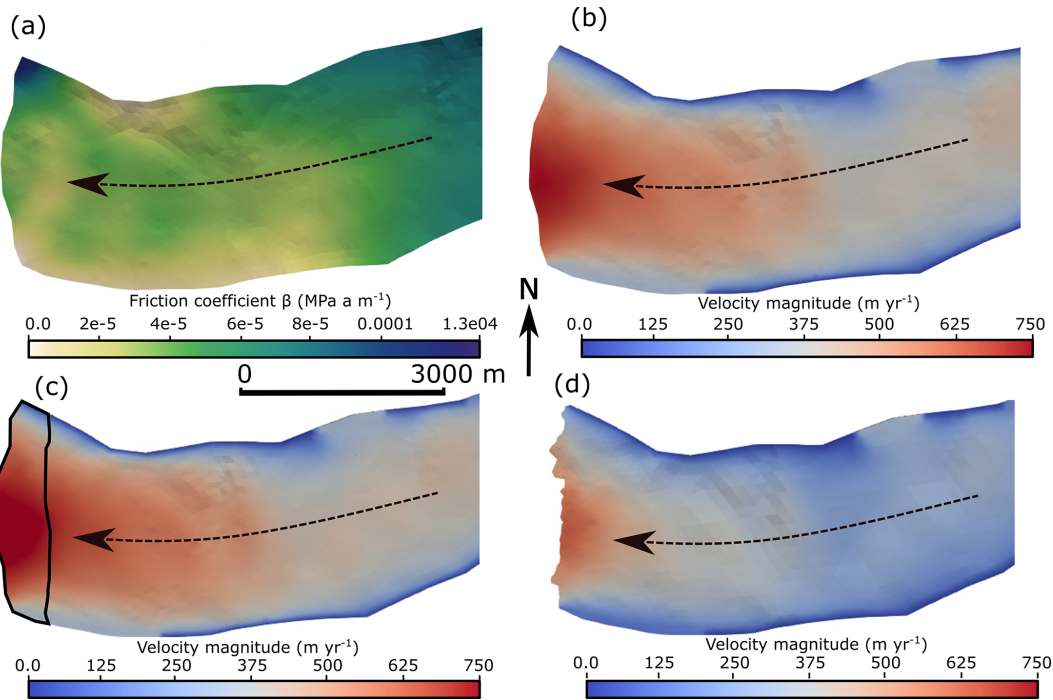 (a)
(b)
Friction coefficient β (MPa a m⁻¹)
0.0 2e-5 4e-5 6e-5 8e-5 0.0001 1.3e04
N
Velocity magnitude (m yr⁻¹)
0.0 125 250 375 500 625 750
0 3000 m
(c)
(d)
Velocity magnitude (m yr⁻¹)
0.0 125 250 375 500 625 750
Velocity magnitude (m yr⁻¹)
0.0 125 250 375 500 625 750